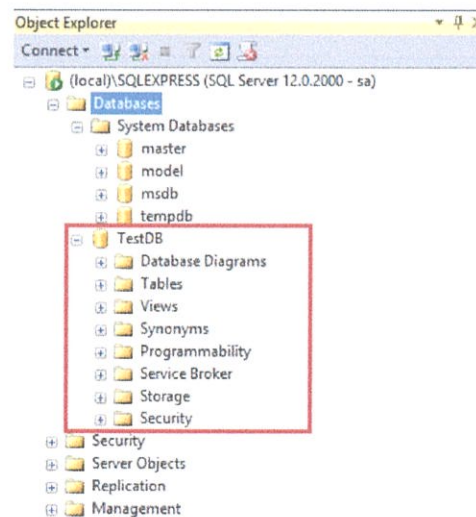 Object Explorer
Connect
(local)\SQLEXPRESS (SQL Server 12.0.2000 - sa)
Databases
System Databases
master
model
msdb
tempdb
TestDB
Database Diagrams
Tables
Views
Synonyms
Programmability
Service Broker
Storage
Security
Security
Server Objects
Replication
Management